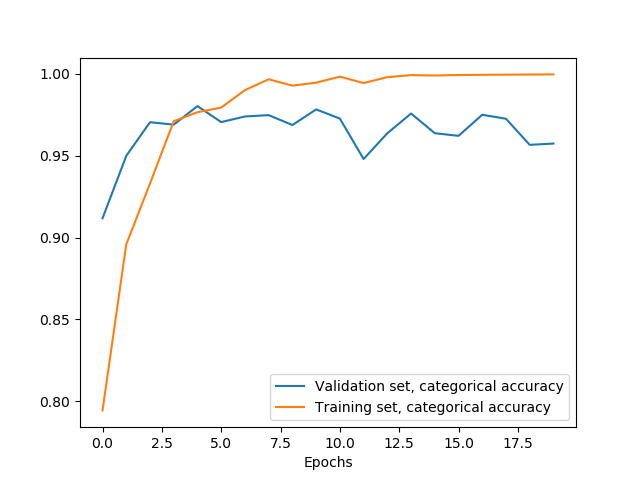 1.00
0.95
0.90
0.85
0.80
Validation set, categorical accuracy
Training set, categorical accuracy
0.0 2.5 5.0 7.5 10.0 12.5 15.0 17.5
Epochs